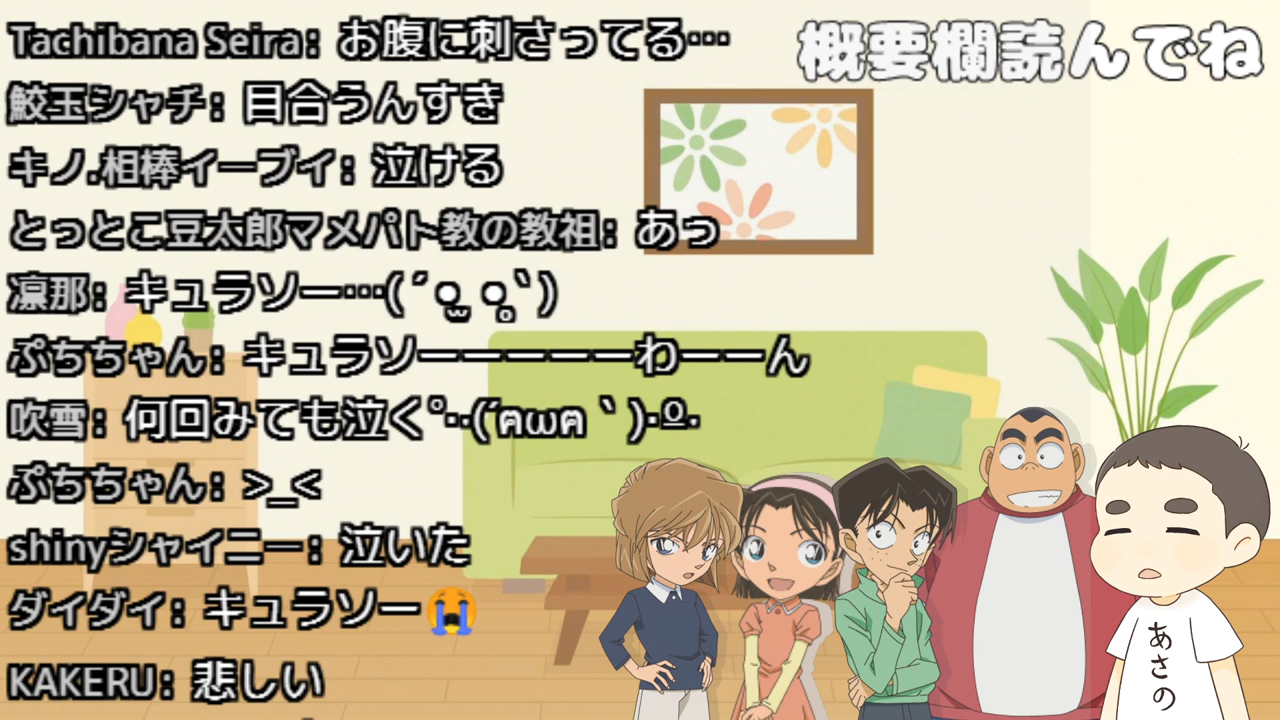 Tachibana Seira: お腹に刺さってる…
概要欄読んでね
鮫玉シャチ: 目合うんすき
キノ.相棒イーブイ: 泣ける
とっとこ豆太郎マメパト教の教祖: あっ
凛那: キュラソー…(´•̫ •̥`)
ぷちちゃん: キュラソーーーーーーわーーん
吹雪: 何回みても泣く˚‧·(´ฅωฅ｀)‧º·
ぷちちゃん: >_<
shinyシャイニー: 泣いた
ダイダイ: キュラソー😭
KAKERU: 悲しい
あさの